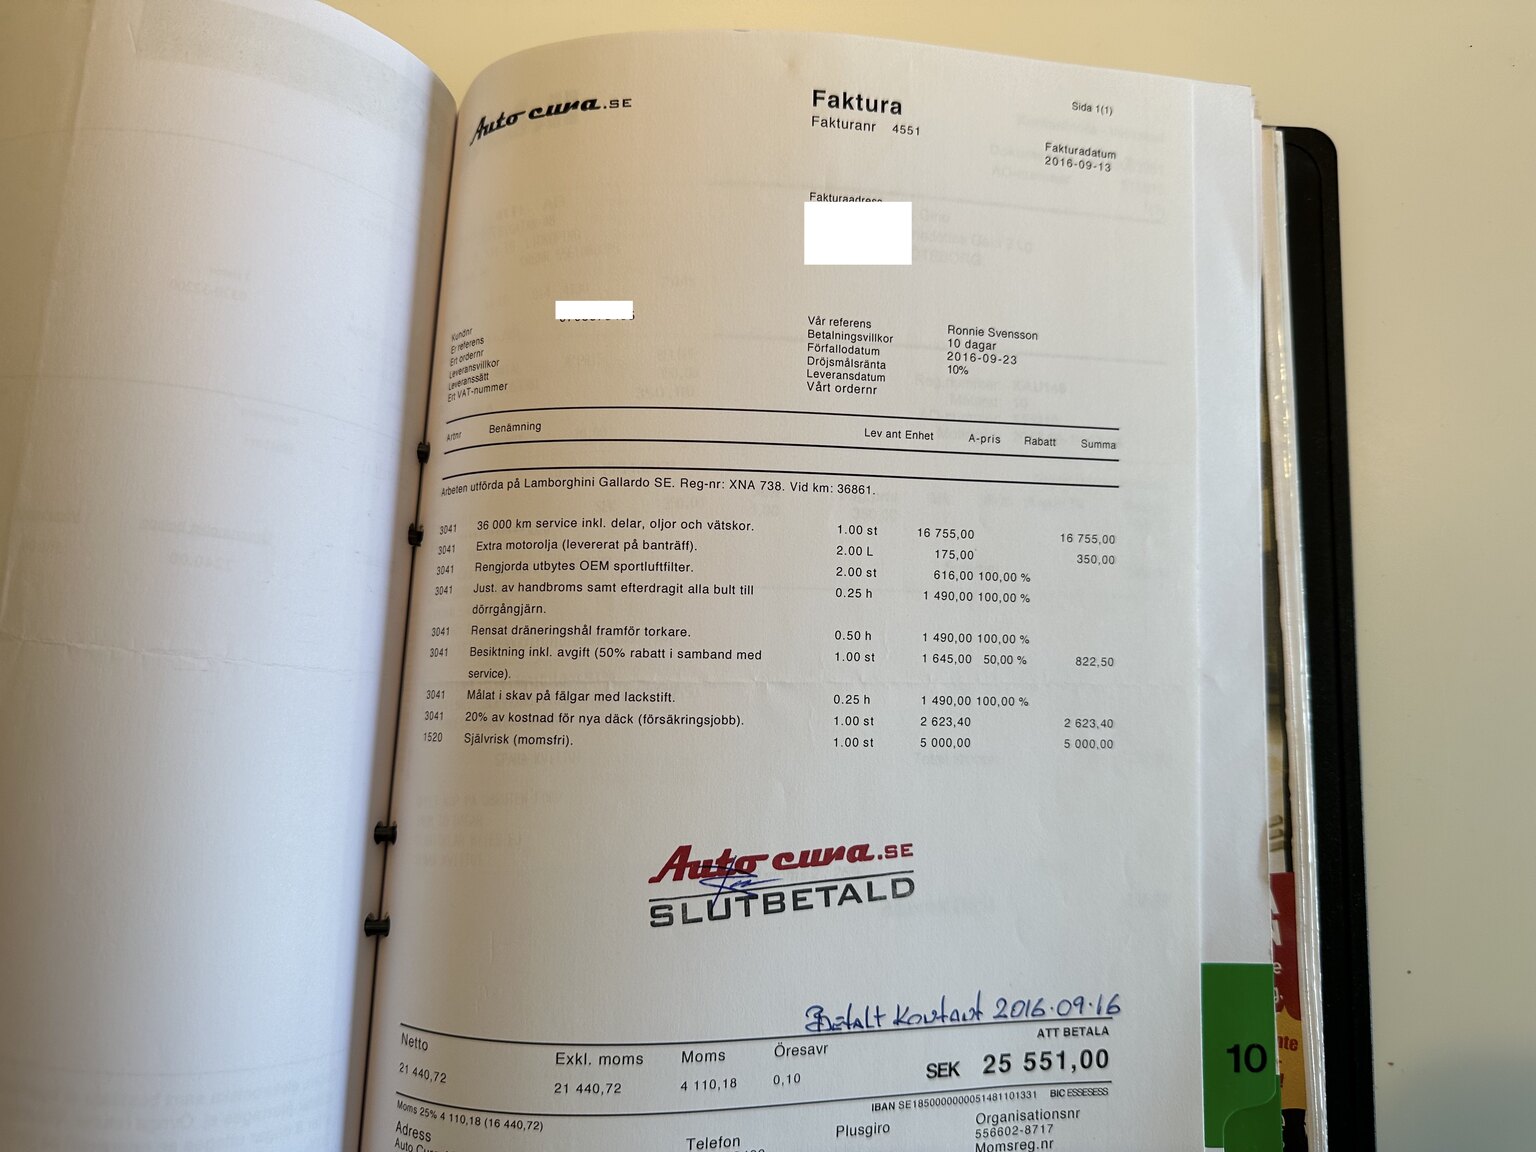 Auto cura.SE
Faktura
Fakturanr 4551
Sida 1(1)
Fakturadatum
2016-09-13
Fakturaadress
Kundnr
Er referens
Ert ordernr
Leveransvillkor
Leveranssätt
Ert VAT-nummer
Vår referens Ronnie Svensson
Betalningsvillkor 10 dagar
Förfallodatum 2016-09-23
Dröjsmålsränta 10%
Leveransdatum
Vårt ordernr
Artnr Benämning Lev ant Enhet A-pris Rabatt Summa
Arbeten utförda på Lamborghini Gallardo SE. Reg-nr: XNA 738. Vid km: 36861.
3041 36 000 km service inkl. delar, oljor och vätskor. 1.00 st 16 755,00 16 755,00
3041 Extra motorolja (levererat på banträff). 2.00 L 175,00 350,00
3041 Rengjorda utbytes OEM sportluftfilter. 2.00 st 616,00 100,00 %
3041 Just. av handbroms samt efterdragit alla bult till 0.25 h 1 490,00 100,00 %
dörrgångjärn.
3041 Rensat dräneringshål framför torkare. 0.50 h 1 490,00 100,00 %
3041 Besiktning inkl. avgift (50% rabatt i samband med 1.00 st 1 645,00 50,00 % 822,50
service).
3041 Målat i skav på fälgar med lackstift. 0.25 h 1 490,00 100,00 %
3041 20% av kostnad för nya däck (försäkringsjobb). 1.00 st 2 623,40 2 623,40
1520 Självrisk (momsfri). 1.00 st 5 000,00 5 000,00
Auto cura.SE
SLUTBETALD
Betalt Kontant 2016.09.16
Netto Exkl. moms Moms Öresavr ATT BETALA
21 440,72 21 440,72 4 110,18 0,10 SEK 25 551,00
Moms 25% 4 110,18 (16 440,72)
IBAN SE1850000000051481101331 BIC ESSESESS
Adress Telefon Plusgiro Organisationsnr
556602-8717
Momsreg.nr
10